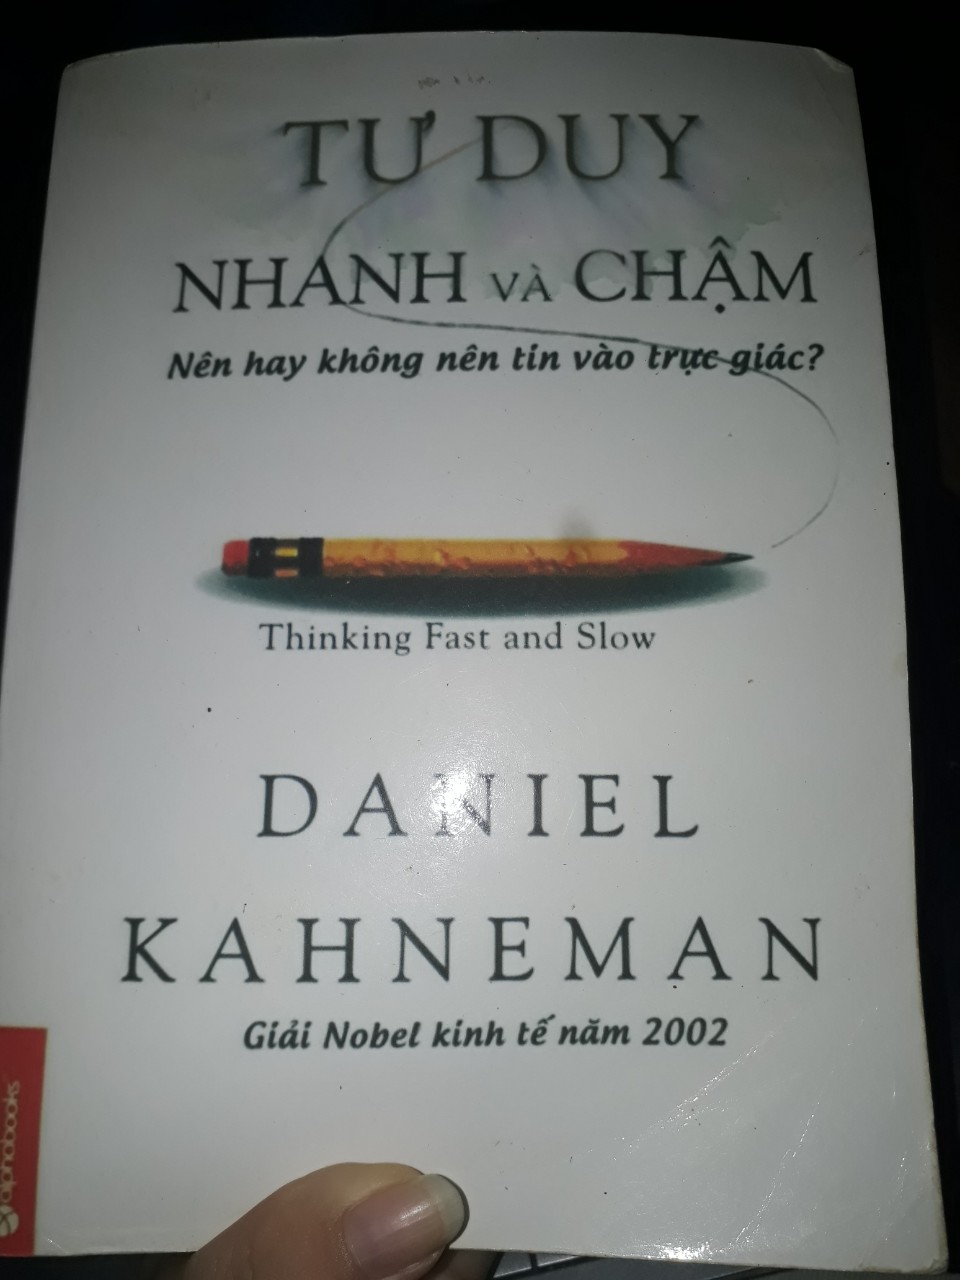 TƯ DUY
NHANH VÀ CHẬM
Nên hay không nên tin vào trực giác?
Thinking Fast and Slow
DANIEL
KAHNEMAN
Giải Nobel kinh tế năm 2002
alphabooks